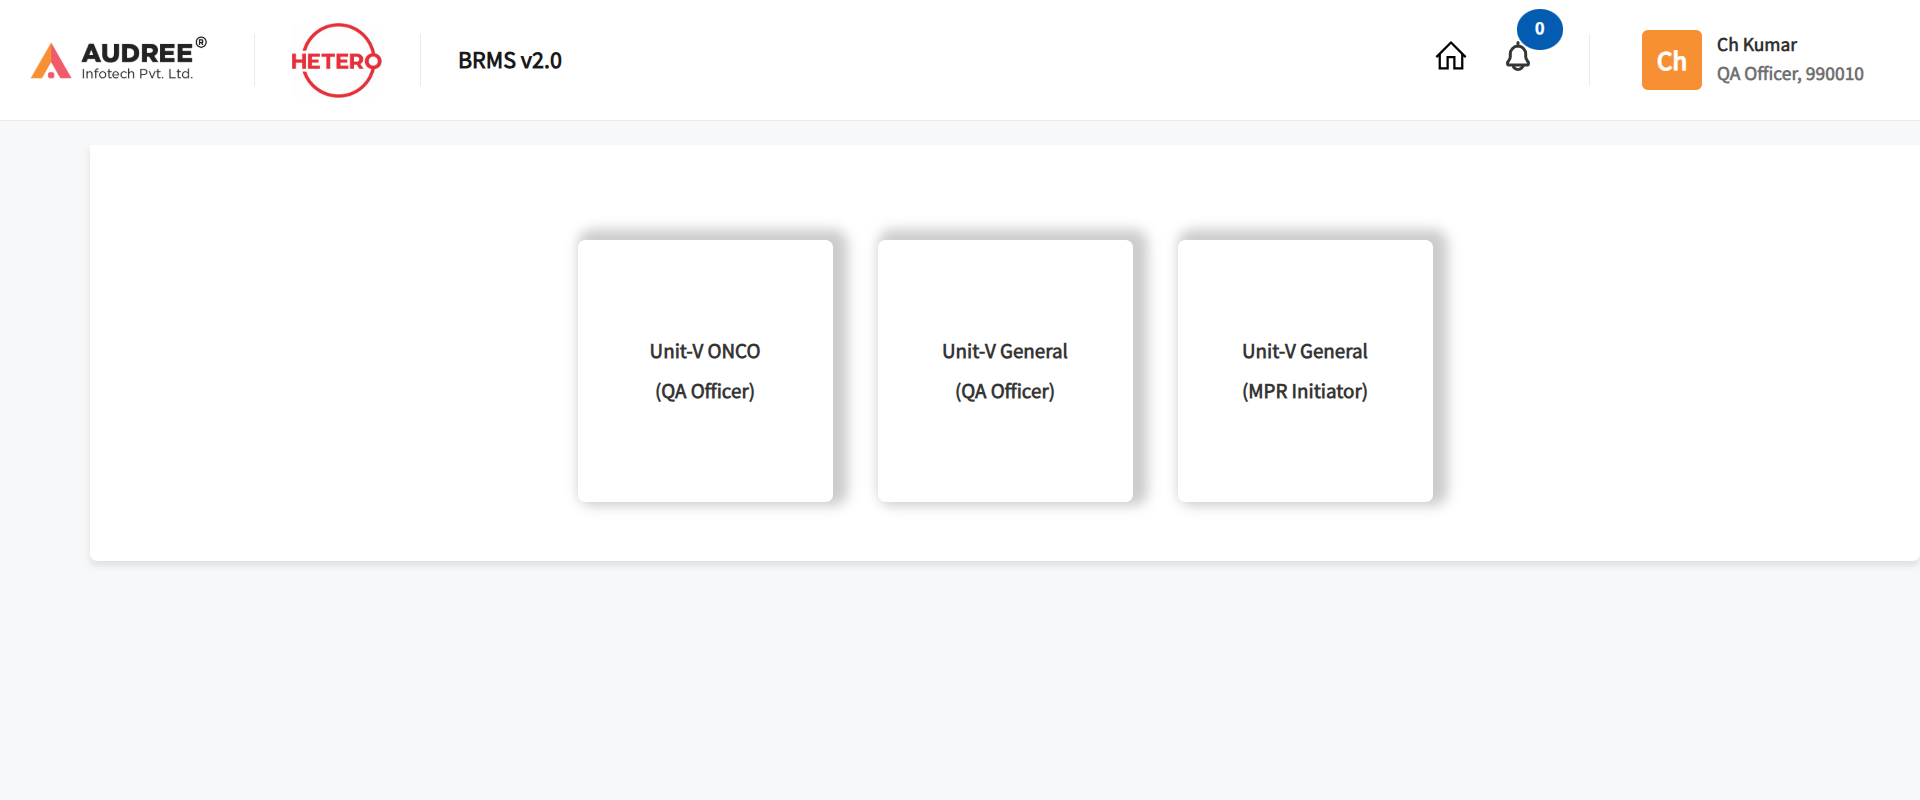 AUDREE®
Infotech Pvt. Ltd.
HETERO
BRMS v2.0
0
Ch
Ch Kumar
QA Officer, 990010
Unit-V ONCO
(QA Officer)
Unit-V General
(QA Officer)
Unit-V General
(MPR Initiator)